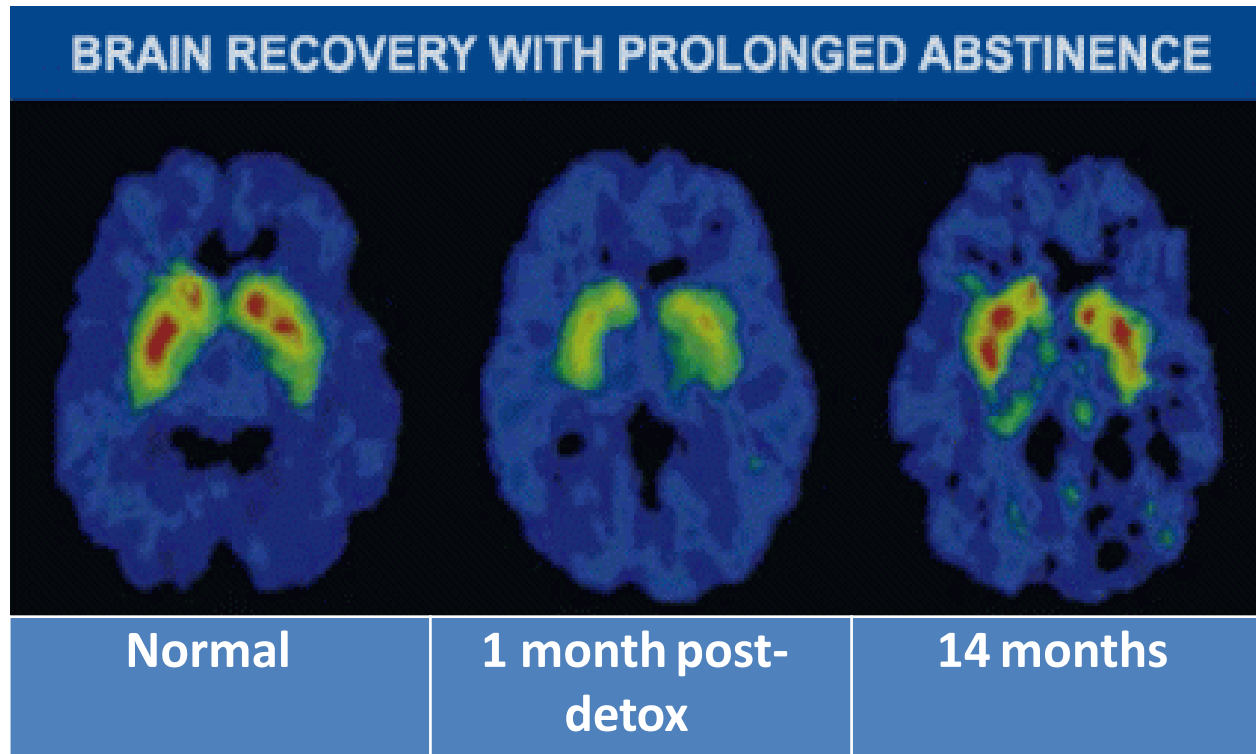 BRAIN RECOVERY WITH PROLONGED ABSTINENCE
Normal
1 month post-
detox
14 months